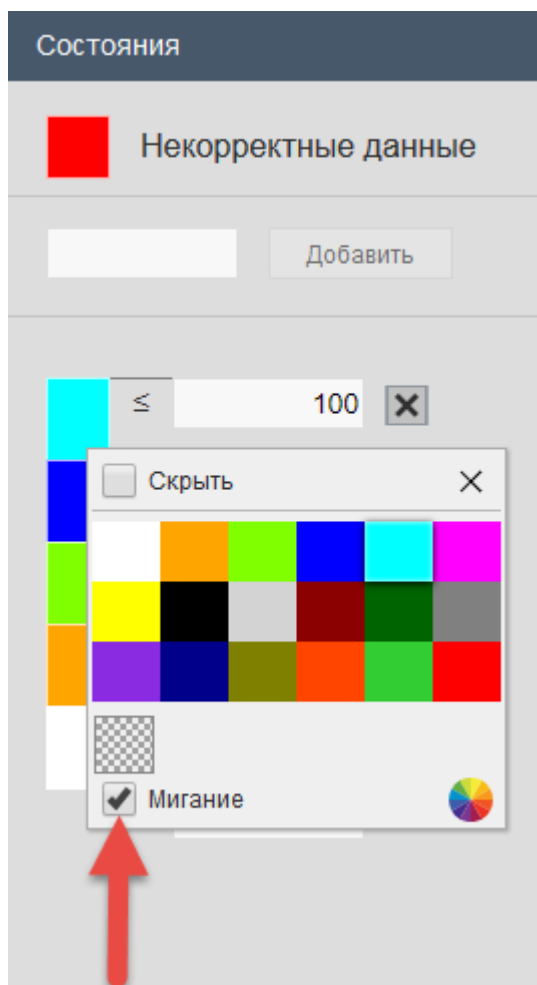 Состояния
Некорректные данные
Добавить
≤ 100
Скрыть
Мигание